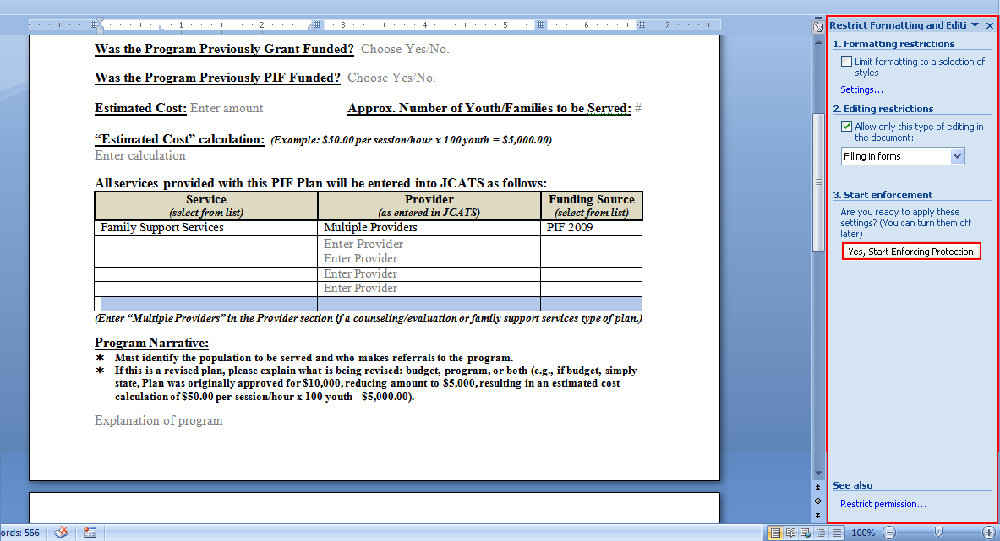 1 2 3 4 5 6 7
Was the Program Previously Grant Funded? Choose Yes/No.
Was the Program Previously PIF Funded? Choose Yes/No.
Estimated Cost: Enter amount Approx. Number of Youth/Families to be Served: #
“Estimated Cost” calculation: (Example: $50.00 per session/hour x 100 youth = $5,000.00)
Enter calculation
All services provided with this PIF Plan will be entered into JCATS as follows:
Service Provider Funding Source
(select from list) (as entered in JCATS) (select from list)
Family Support Services Multiple Providers PIF 2009
Enter Provider
Enter Provider
Enter Provider
Enter Provider
(Enter “Multiple Providers” in the Provider section if a counseling/evaluation or family support services type of plan.)
Program Narrative:
Must identify the population to be served and who makes referrals to the program.
If this is a revised plan, please explain what is being revised: budget, program, or both (e.g., if budget, simply
state, Plan was originally approved for $10,000, reducing amount to $5,000, resulting in an estimated cost
calculation of $50.00 per session/hour x 100 youth - $5,000.00).
Explanation of program
Restrict Formatting and Editi
1. Formatting restrictions
Limit formatting to a selection of
styles
Settings...
2. Editing restrictions
Allow only this type of editing in
the document:
Filling in forms
3. Start enforcement
Are you ready to apply these
settings? (You can turn them off
later)
Yes, Start Enforcing Protection
See also
Restrict permission...
ords: 566
100%